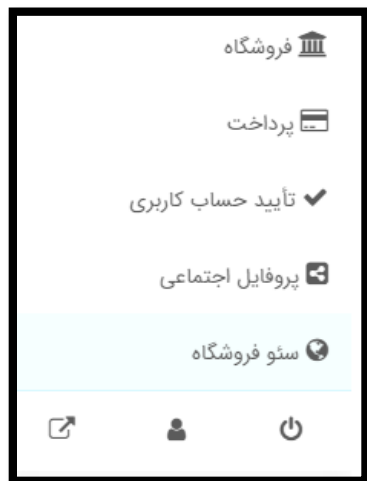 فروشگاه
پرداخت
تأیید حساب کاربری
پروفایل اجتماعی
سئو فروشگاه